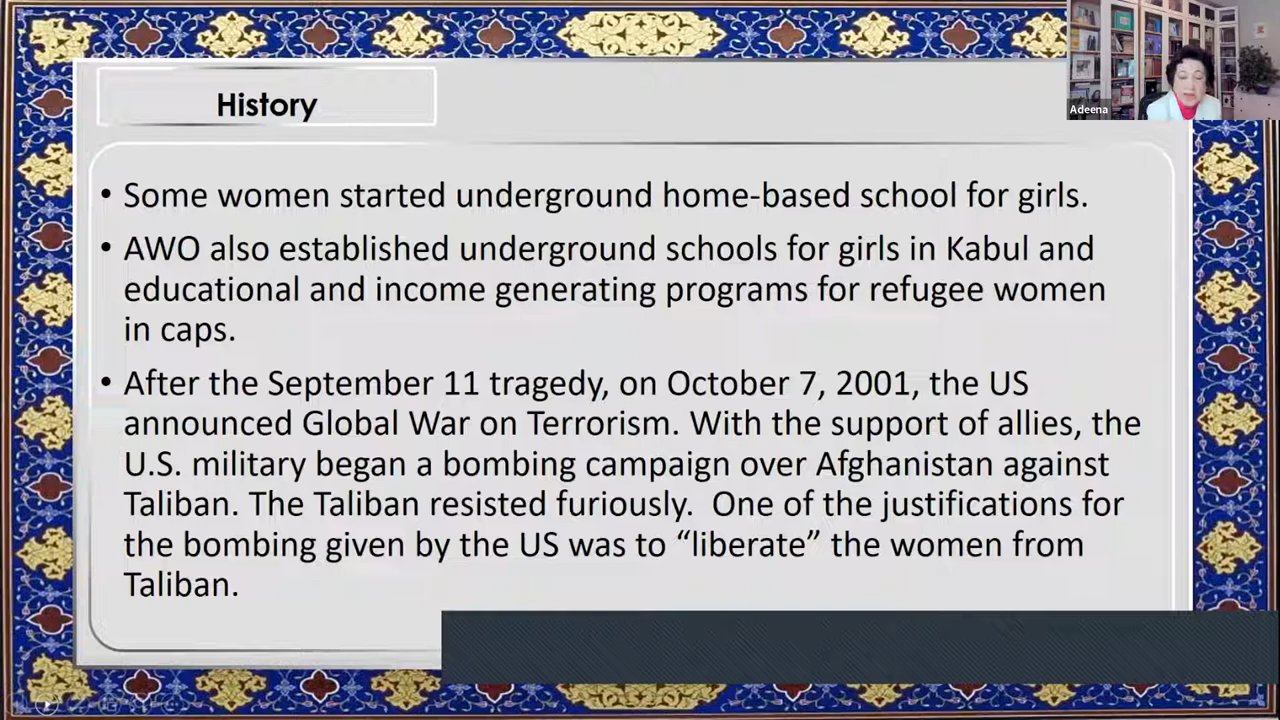 Adeena
History
• Some women started underground home-based school for girls.
• AWO also established underground schools for girls in Kabul and
educational and income generating programs for refugee women
in caps.
• After the September 11 tragedy, on October 7, 2001, the US
announced Global War on Terrorism. With the support of allies, the
U.S. military began a bombing campaign over Afghanistan against
Taliban. The Taliban resisted furiously.  One of the justifications for
the bombing given by the US was to “liberate” the women from
Taliban.